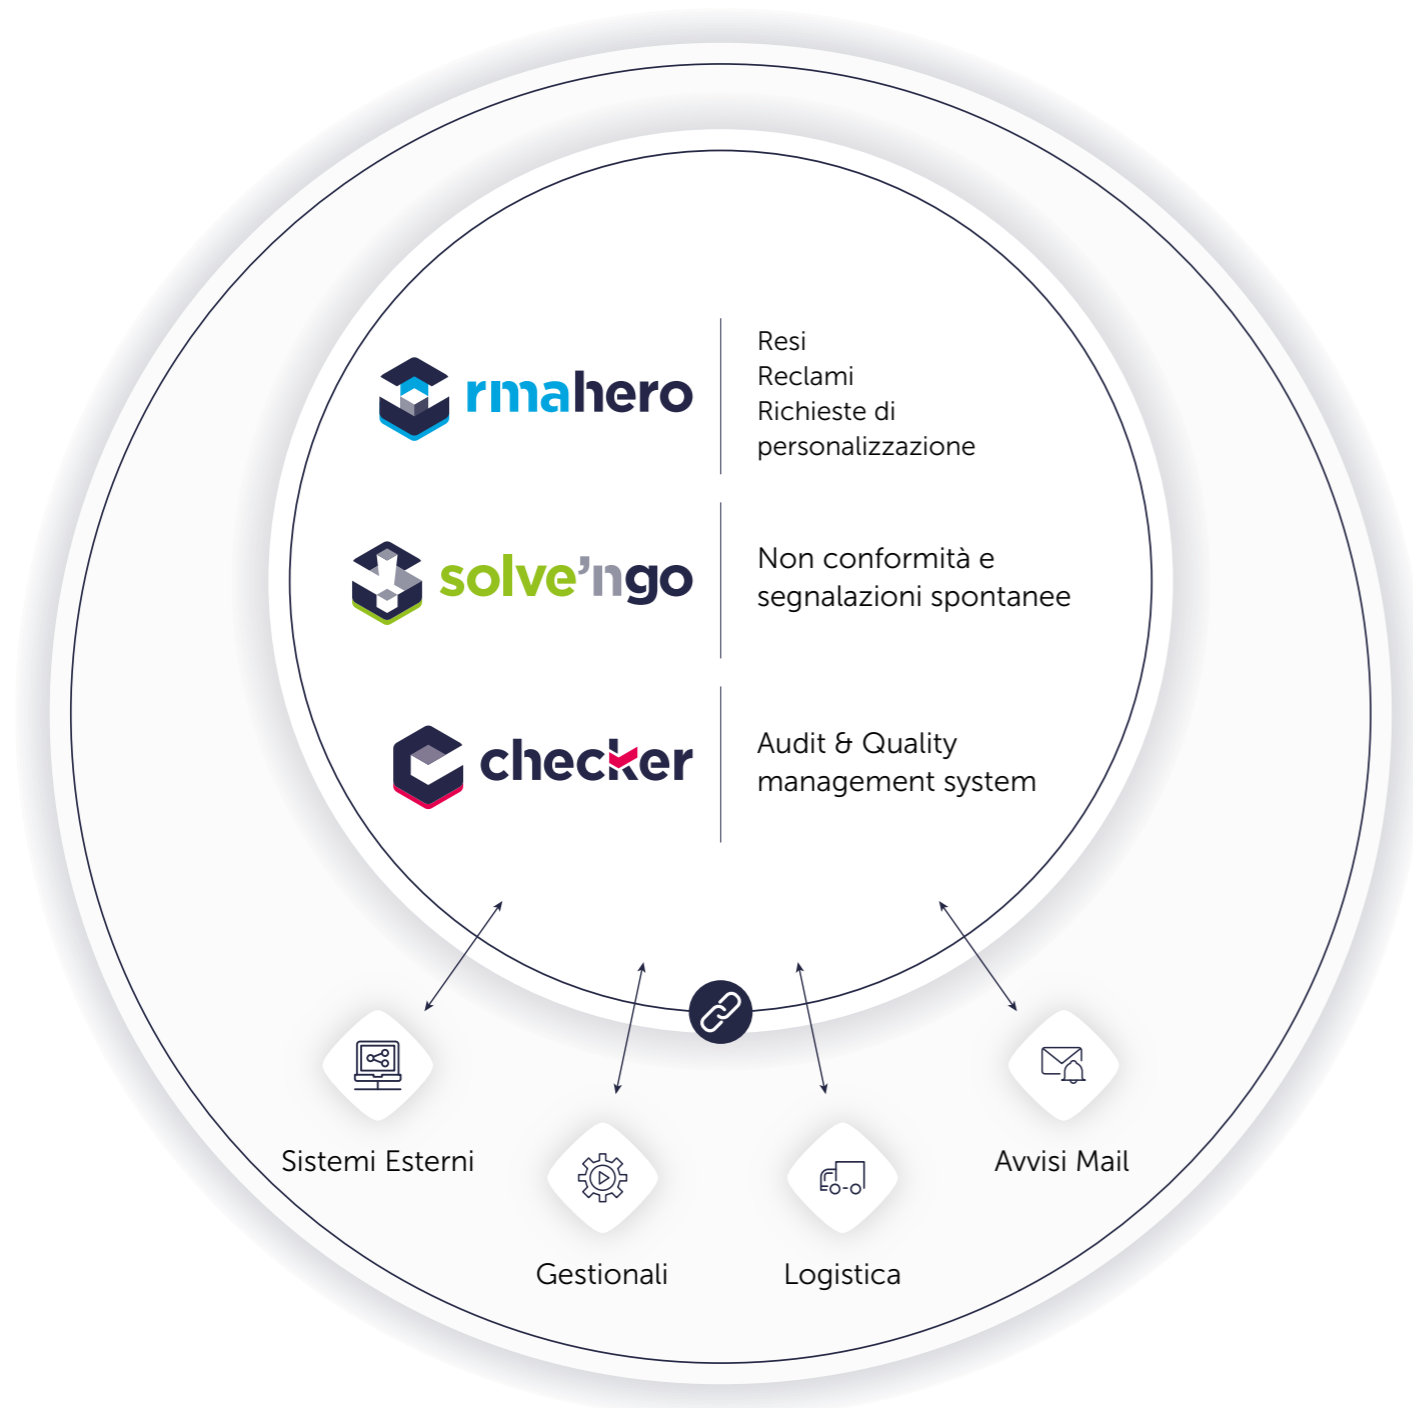 rmahero
Resi
Reclami
Richieste di
personalizzazione
solve'ngo
Non conformità e
segnalazioni spontanee
checker
Audit & Quality
management system
Sistemi Esterni
Avvisi Mail
Gestionali
Logistica